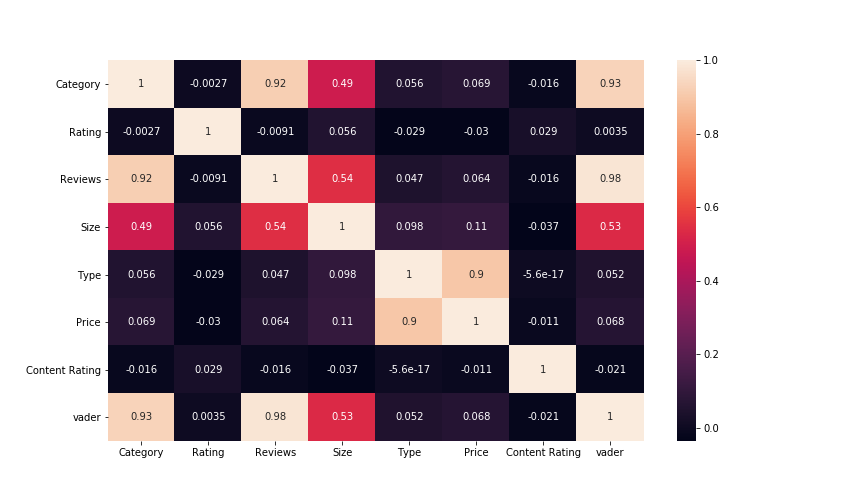 Category 1 -0.0027 0.92 0.49 0.056 0.069 -0.016 0.93
Rating -0.0027 1 -0.0091 0.056 -0.029 -0.03 0.029 0.0035
Reviews 0.92 -0.0091 1 0.54 0.047 0.064 -0.016 0.98
Size 0.49 0.056 0.54 1 0.098 0.11 -0.037 0.53
Type 0.056 -0.029 0.047 0.098 1 0.9 -5.6e-17 0.052
Price 0.069 -0.03 0.064 0.11 0.9 1 -0.011 0.068
Content Rating -0.016 0.029 -0.016 -0.037 -5.6e-17 -0.011 1 -0.021
vader 0.93 0.0035 0.98 0.53 0.052 0.068 -0.021 1
Category Rating Reviews Size Type Price Content Rating vader
1.0
0.8
0.6
0.4
0.2
0.0